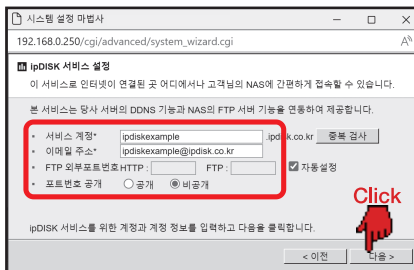 시스템 설정 마법사
192.168.0.250/cgi/advanced/system_wizard.cgi
ipDISK 서비스 설정
이 서비스로 인터넷이 연결된 곳 어디에서나 고객님의 NAS에 간편하게 접속할 수 있습니다.
본 서비스는 당사 서버의 DDNS 기능과 NAS의 FTP 서버 기능을 연동하여 제공합니다.
서비스 계정* ipdiskexample .ipdisk.co.kr 중복 검사
이메일 주소* ipdiskexample@ipdisk.co.kr
FTP 외부포트번호 HTTP : FTP : 자동설정
포트번호 공개 공개 비공개
Click
ipDISK 서비스를 위한 계정과 계정 정보를 입력하고 다음을 클릭합니다.
< 이전 다음 >